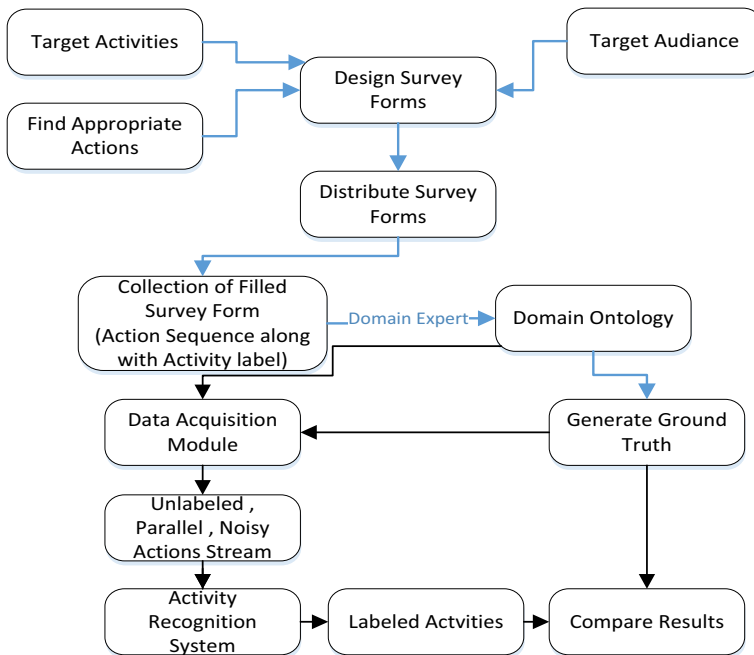 Target Activities
Target Audiance
Design Survey
Forms
Find Appropriate
Actions
Distribute Survey
Forms
Collection of Filled
Survey Form
(Action Sequence along
with Activity label)
Domain Expert
Domain Ontology
Data Acquisition
Module
Generate Ground
Truth
Unlabeled ,
Parallel , Noisy
Actions Stream
Activity
Recognition
System
Labeled Actvities
Compare Results